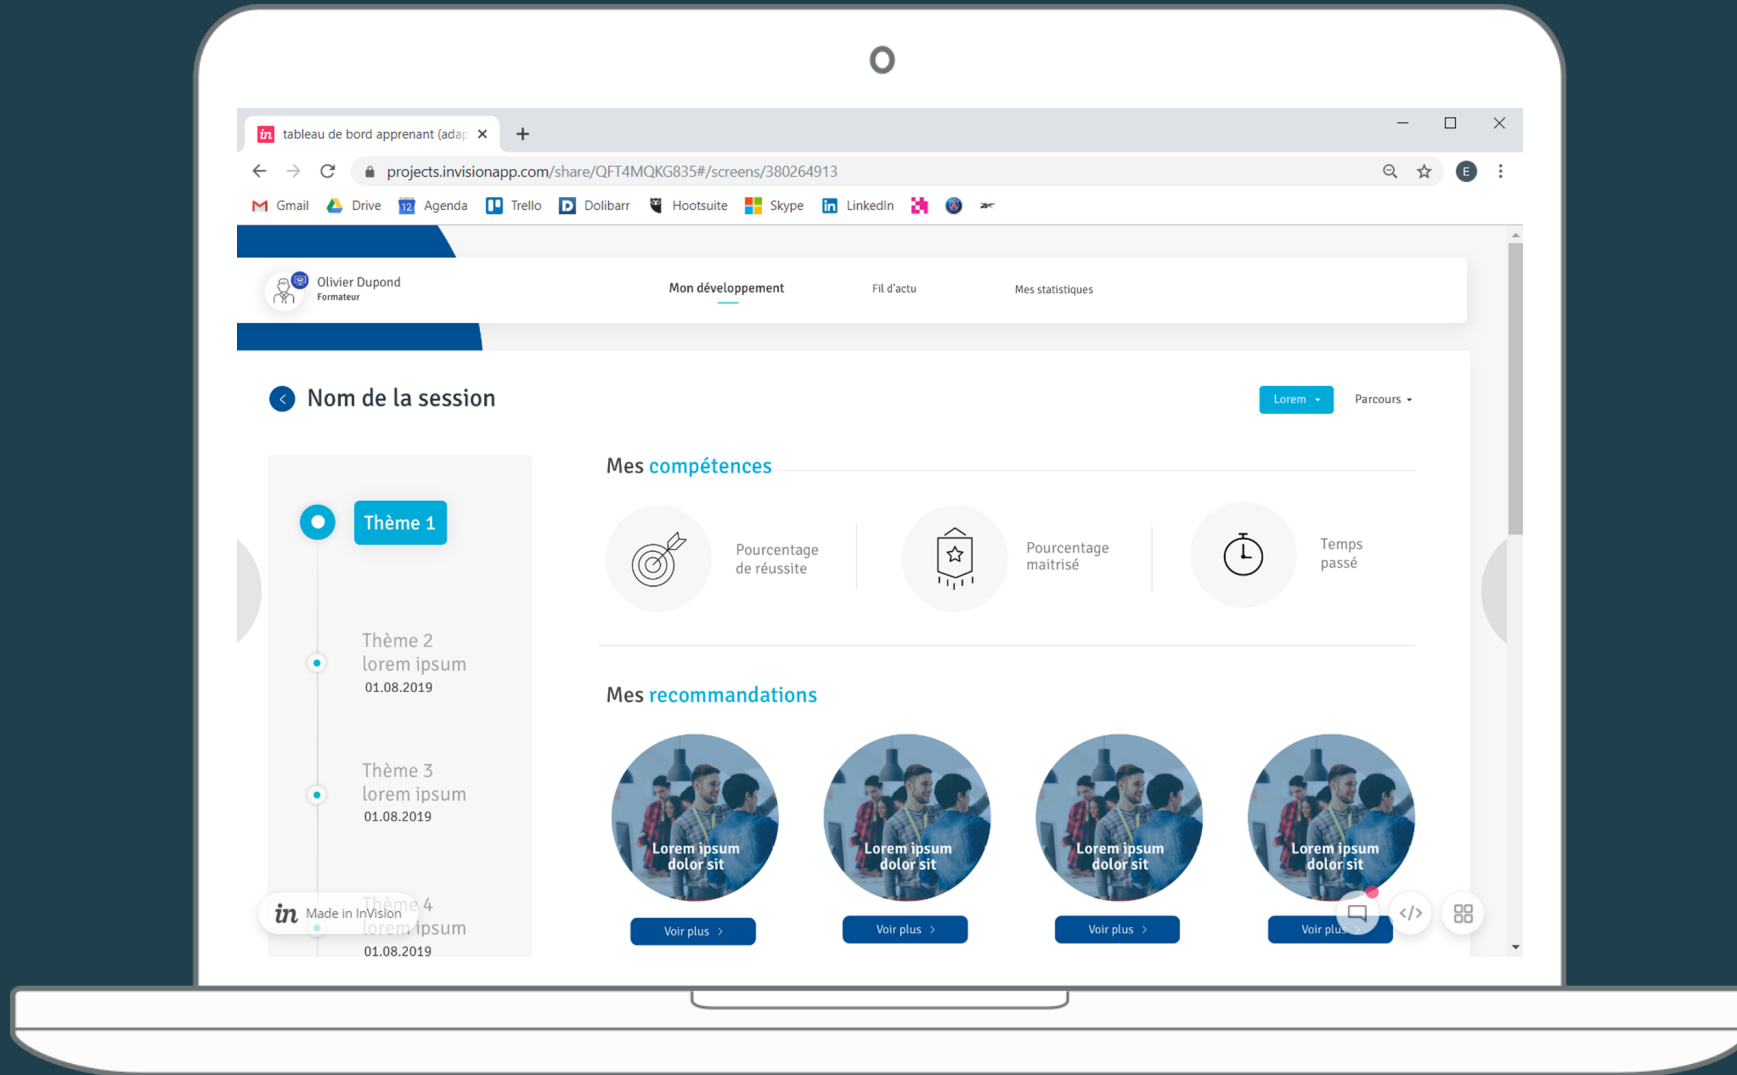 in tableau de bord apprenant (adap
projects.invisionapp.com/share/QFT4MQKG835#/screens/380264913
E
Gmail Drive 12 Agenda Trello D Dolibarr Hootsuite Skype in LinkedIn
Olivier Dupond
Formateur
Mon développement Fil d'actu Mes statistiques
Nom de la session
Lorem Parcours
Thème 1
Thème 2
lorem ipsum
01.08.2019
Thème 3
lorem ipsum
01.08.2019
Thème 4
lorem ipsum
01.08.2019
in Made in InVision
Mes compétences
Pourcentage
de réussite
Pourcentage
maitrisé
Temps
passé
Mes recommandations
Lorem ipsum
dolor sit
Voir plus >
Lorem ipsum
dolor sit
Voir plus >
Lorem ipsum
dolor sit
Voir plus >
Lorem ipsum
dolor sit
Voir plus >